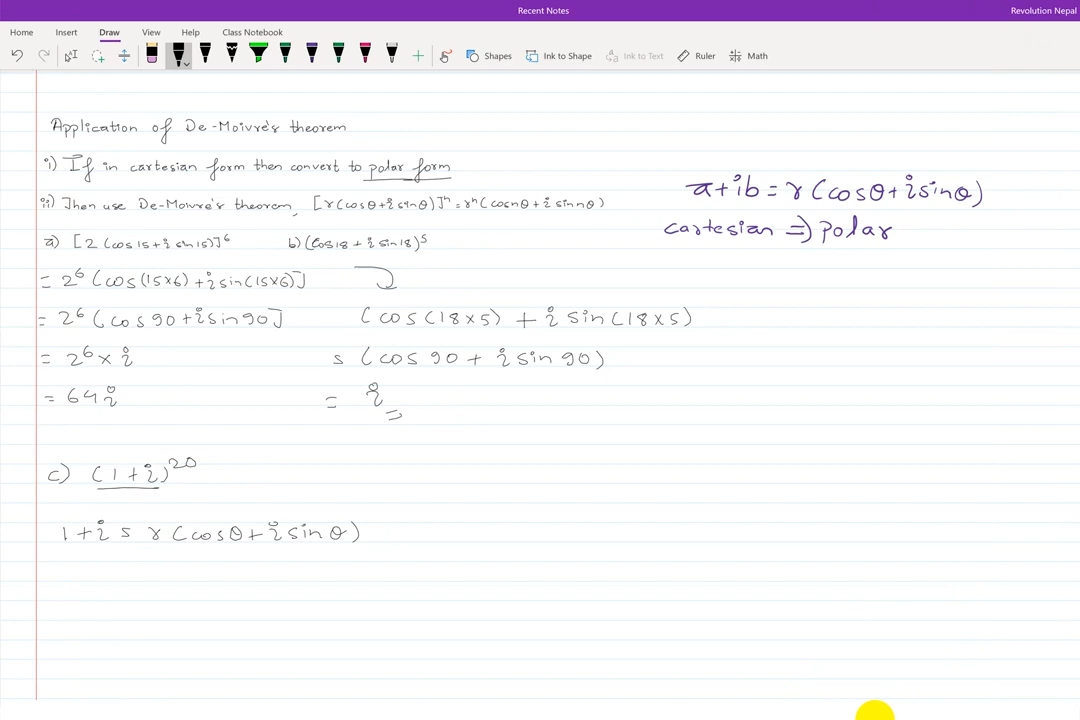 Recent Notes
Revolution Nepal
Home Insert Draw View Help Class Notebook
Shapes Ink to Shape Ink to Text Ruler Math
Application of De-Moivre's theorem
i) If in cartesian form then convert to polar form
ii) Then use De-Moivre's theorem, [r(cosθ+i sinθ)]ⁿ = rⁿ(cosnθ+i sin nθ)
a+ib = r(cosθ+isinθ)
cartesian ⇒ polar
a) [2(cos15+i sin15)]⁶ b) (cos18 + i sin18)⁵
= 2⁶ (cos(15×6)+isin(15×6)]
= 2⁶ (cos90+isin90] (cos(18×5) + i sin(18×5)
= 2⁶ × i = (cos 90 + i sin 90)
= 64i = i
c) (1+i)²⁰
1+i = r(cosθ+isinθ)